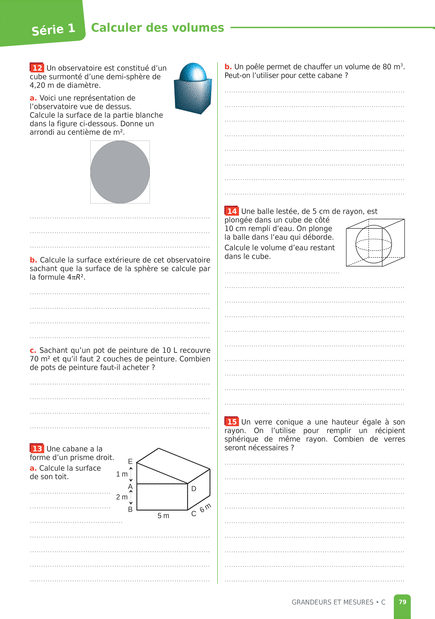 Série 1
Calculer des volumes
12 Un observatoire est constitué d'un
cube surmonté d'une demi-sphère de
4,20 m de diamètre.
a. Voici une représentation de
l'observatoire vue de dessus.
Calcule la surface de la partie blanche
dans la figure ci-dessous. Donne un
arrondi au centième de m².
b. Calcule la surface extérieure de cet observatoire
sachant que la surface de la sphère se calcule par
la formule 4πR².
c. Sachant qu'un pot de peinture de 10 L recouvre
70 m² et qu'il faut 2 couches de peinture. Combien
de pots de peinture faut-il acheter ?
13 Une cabane a la
forme d'un prisme droit.
a. Calcule la surface
de son toit.
E
1 m
A
D
2 m
B
C
6 m
5 m
b. Un poêle permet de chauffer un volume de 80 m³.
Peut-on l'utiliser pour cette cabane ?
14 Une balle lestée, de 5 cm de rayon, est
plongée dans un cube de côté
10 cm rempli d'eau. On plonge
la balle dans l'eau qui déborde.
Calcule le volume d'eau restant
dans le cube.
15 Un verre conique a une hauteur égale à son
rayon. On l'utilise pour remplir un récipient
sphérique de même rayon. Combien de verres
seront nécessaires ?
GRANDEURS ET MESURES • C
79